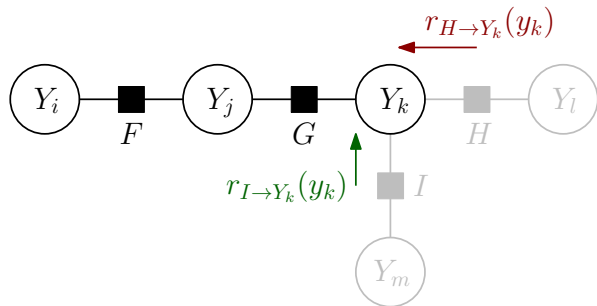 r_{H→Y_k}(y_k)
Y_i Y_j Y_k Y_l
F G H
r_{I→Y_k}(y_k) I
Y_m